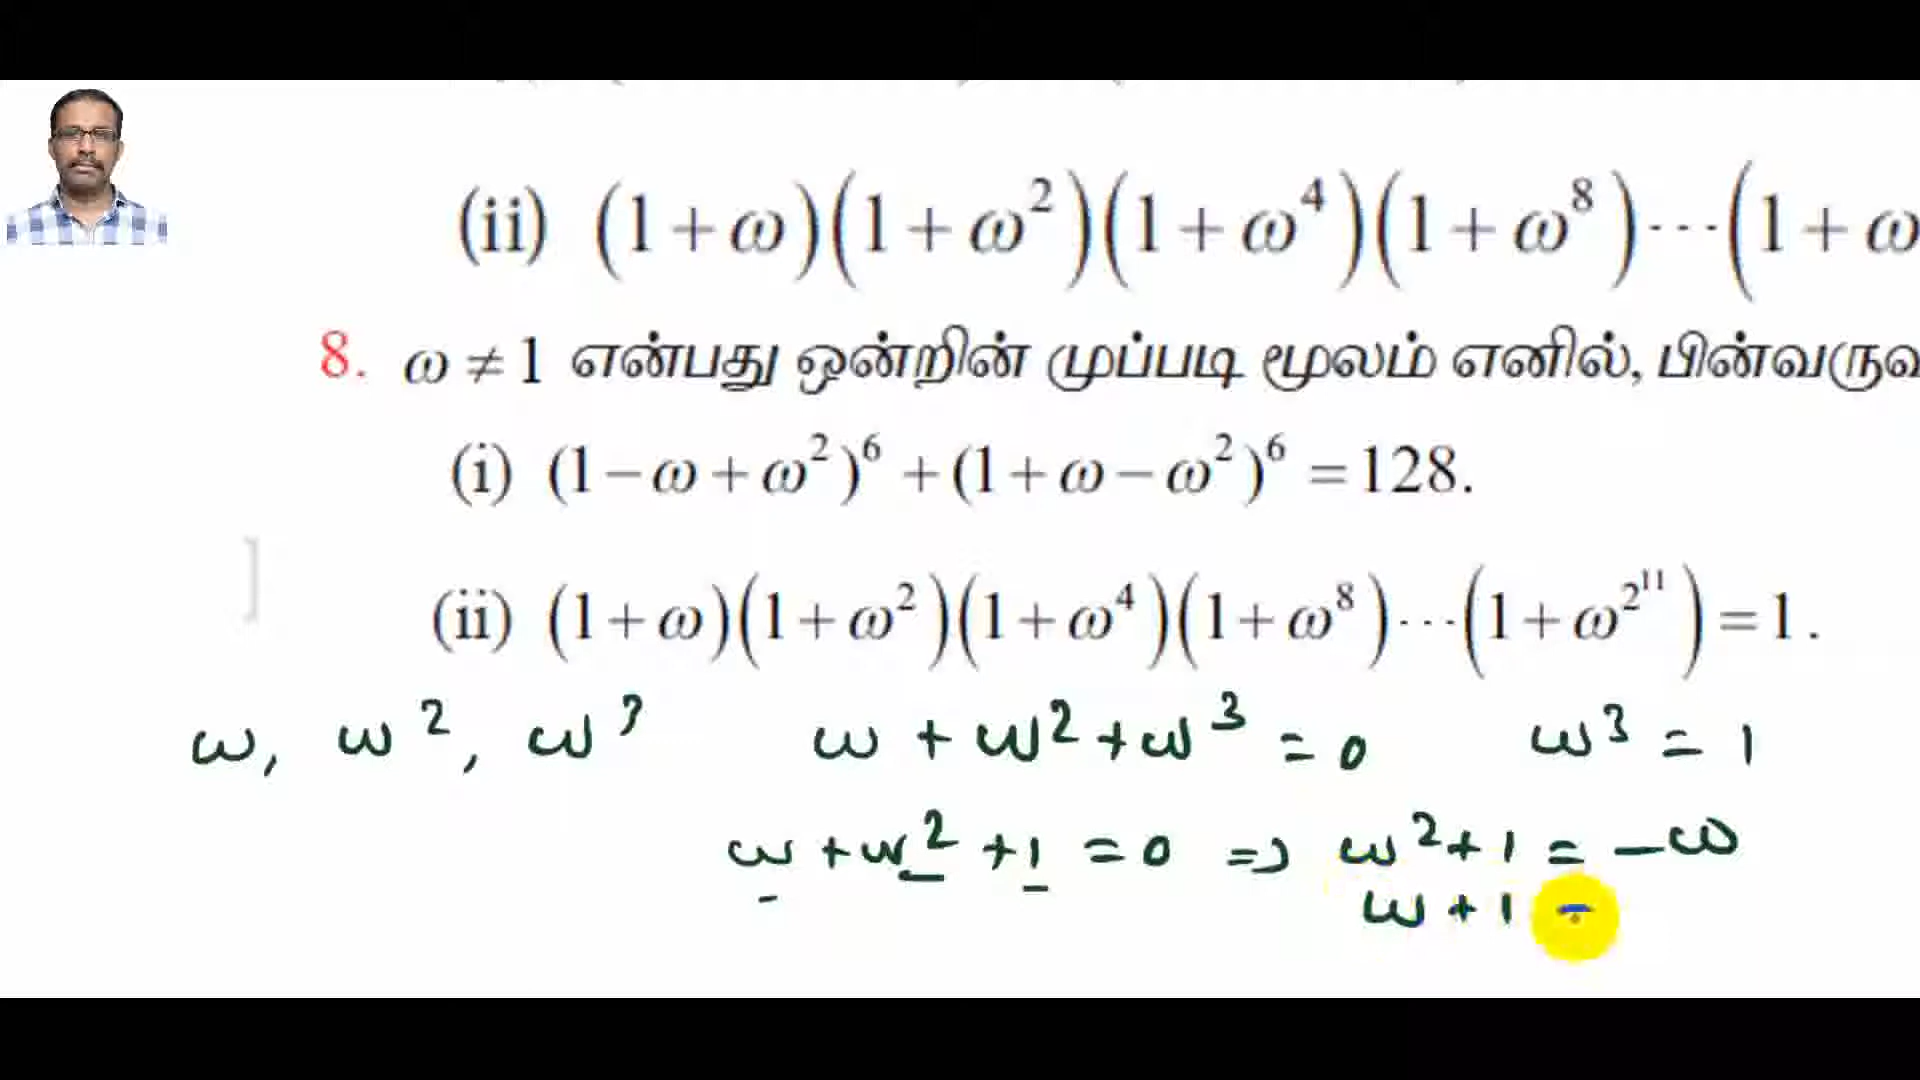 (ii) (1+ω)(1+ω²)(1+ω⁴)(1+ω⁸)⋯(1+ω
8. ω ≠ 1 என்பது ஒன்றின் முப்படி மூலம் எனில்,
(i) (1−ω+ω²)⁶ + (1+ω−ω²)⁶ = 128.
(ii) (1+ω)(1+ω²)(1+ω⁴)(1+ω⁸)⋯(1+ω^{2^{11}}) = 1.
ω, ω², ω³ ω + ω² + ω³ = 0 ω³ = 1
ω + ω² + 1 = 0 ⇒ ω² + 1 = −ω
ω + 1 =